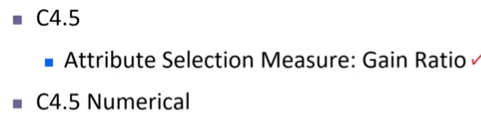 C4.5
Attribute Selection Measure: Gain Ratio
C4.5 Numerical